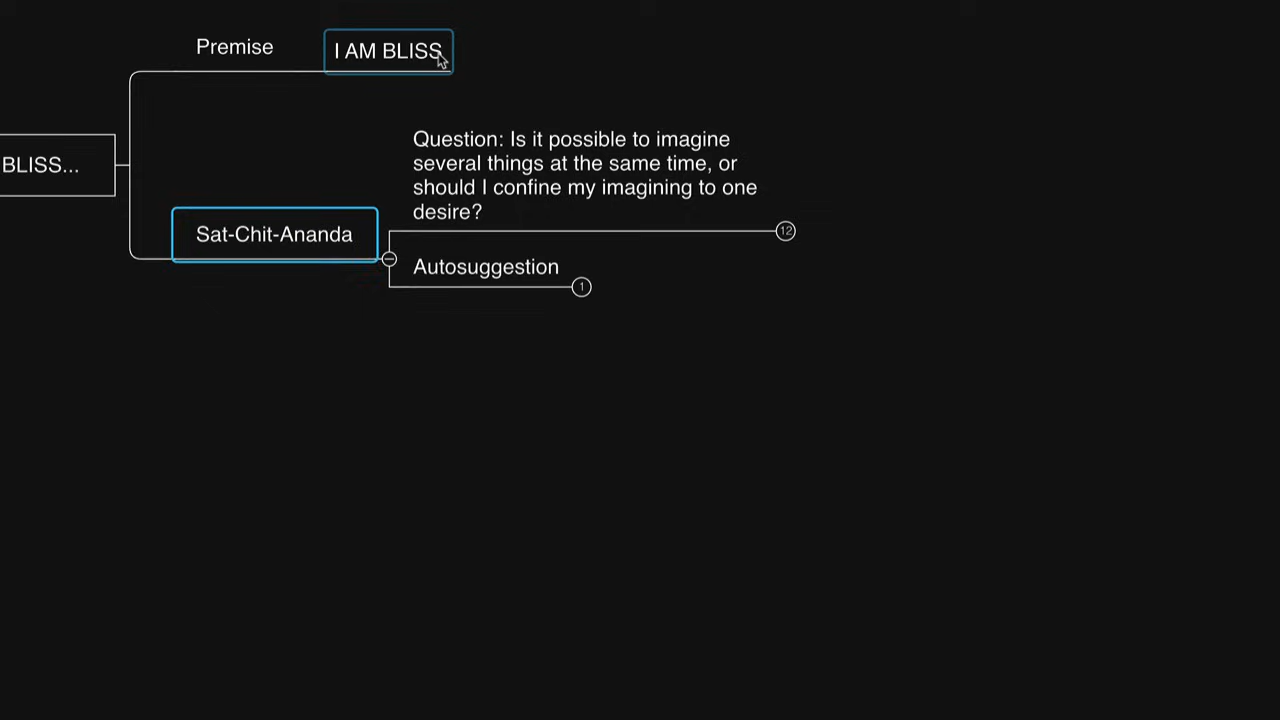 Premise
I AM BLISS
BLISS...
Question: Is it possible to imagine
several things at the same time, or
should I confine my imagining to one
desire?
12
Sat-Chit-Ananda
Autosuggestion
1